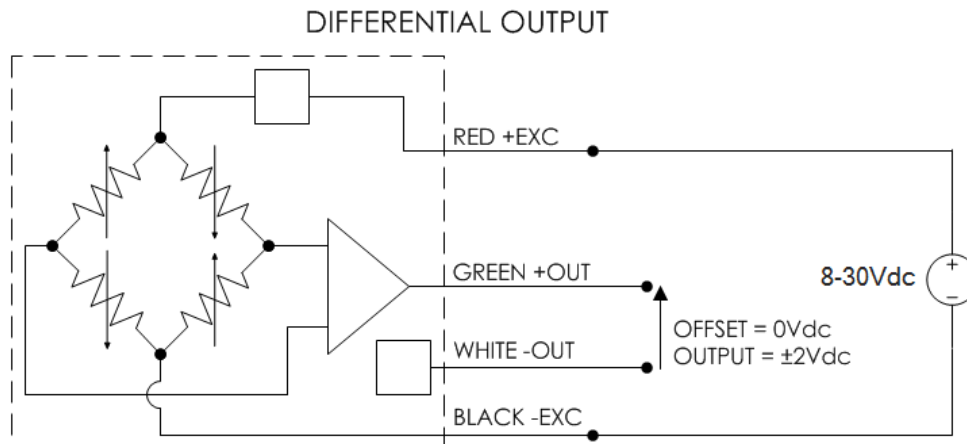 DIFFERENTIAL OUTPUT
RED +EXC
GREEN +OUT
8-30Vdc
+
−
OFFSET = 0Vdc
OUTPUT = ±2Vdc
WHITE -OUT
BLACK -EXC